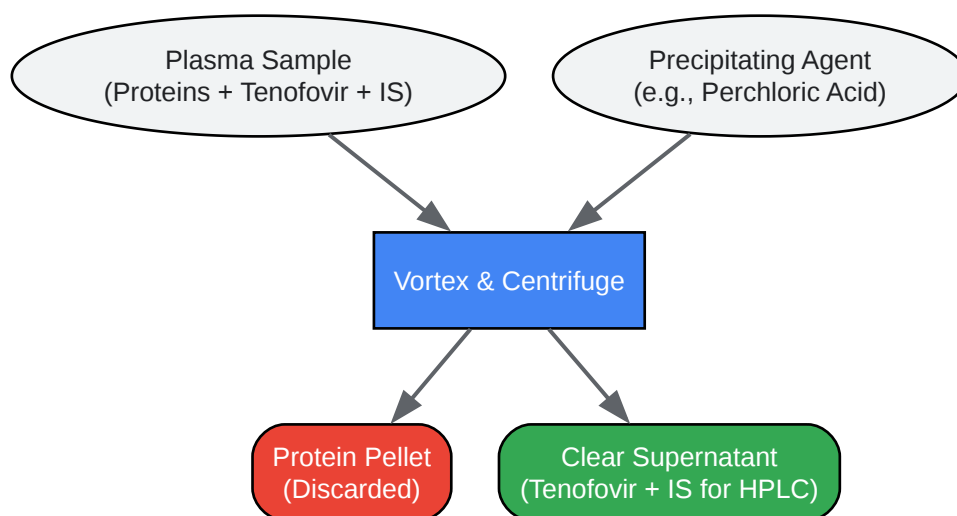 Plasma Sample
(Proteins + Tenofovir + IS)
Precipitating Agent
(e.g., Perchloric Acid)
Vortex & Centrifuge
Protein Pellet
(Discarded)
Clear Supernatant
(Tenofovir + IS for HPLC)